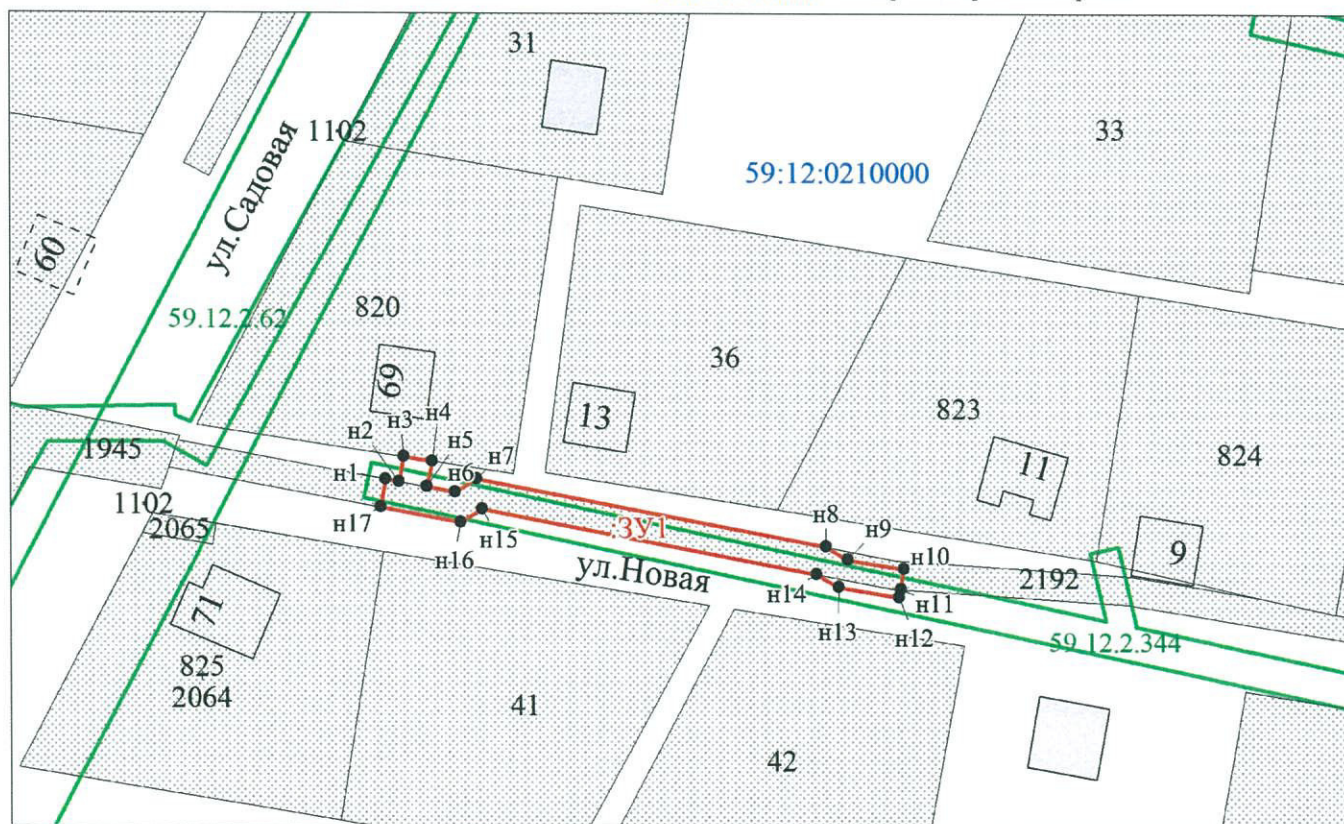 31
1102
33
59:12:0210000
ул.Садовая
60
59.12.2.62
820
36
69
13
823
н3
н4
н2
н5
11
824
1945
н1
н6
н7
1102
н17
2065
н16
н15
:ЗУ1
н8
н9
н10
9
ул.Новая
2192
н14
н11
н13
н12
71
59.12.2.344
825
2064
41
42